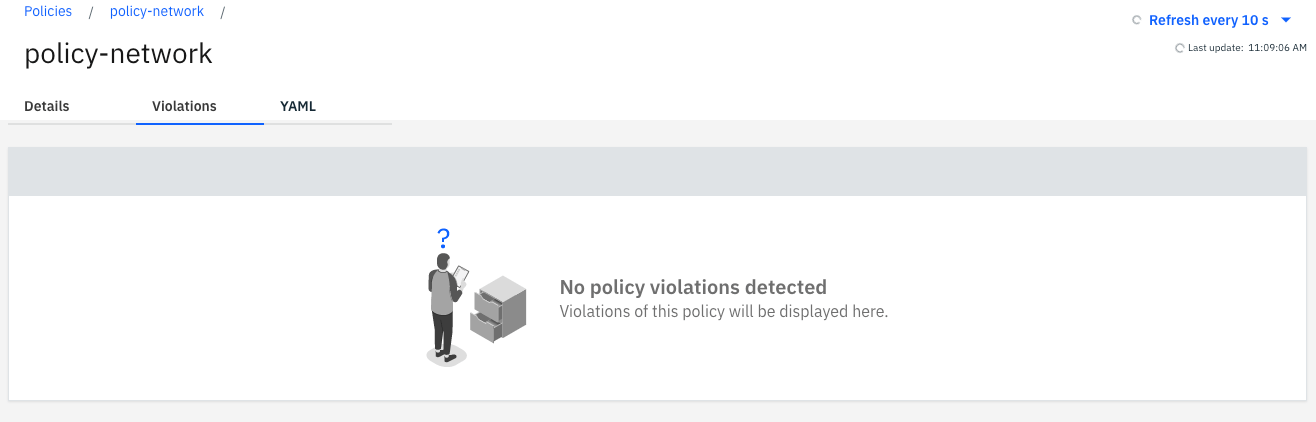 Policies / policy-network /
Refresh every 10 s
policy-network
Last update: 11:09:06 AM
Details Violations YAML
?
No policy violations detected
Violations of this policy will be displayed here.